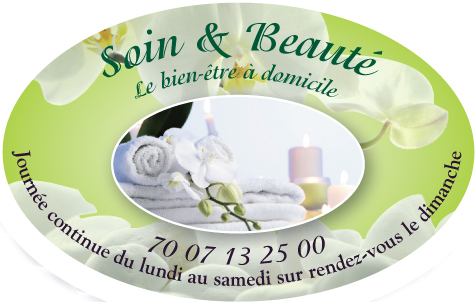 Soin & Beauté
Le bien-être à domicile
70 07 13 25 00
Journée continue du lundi au samedi sur rendez-vous le dimanche